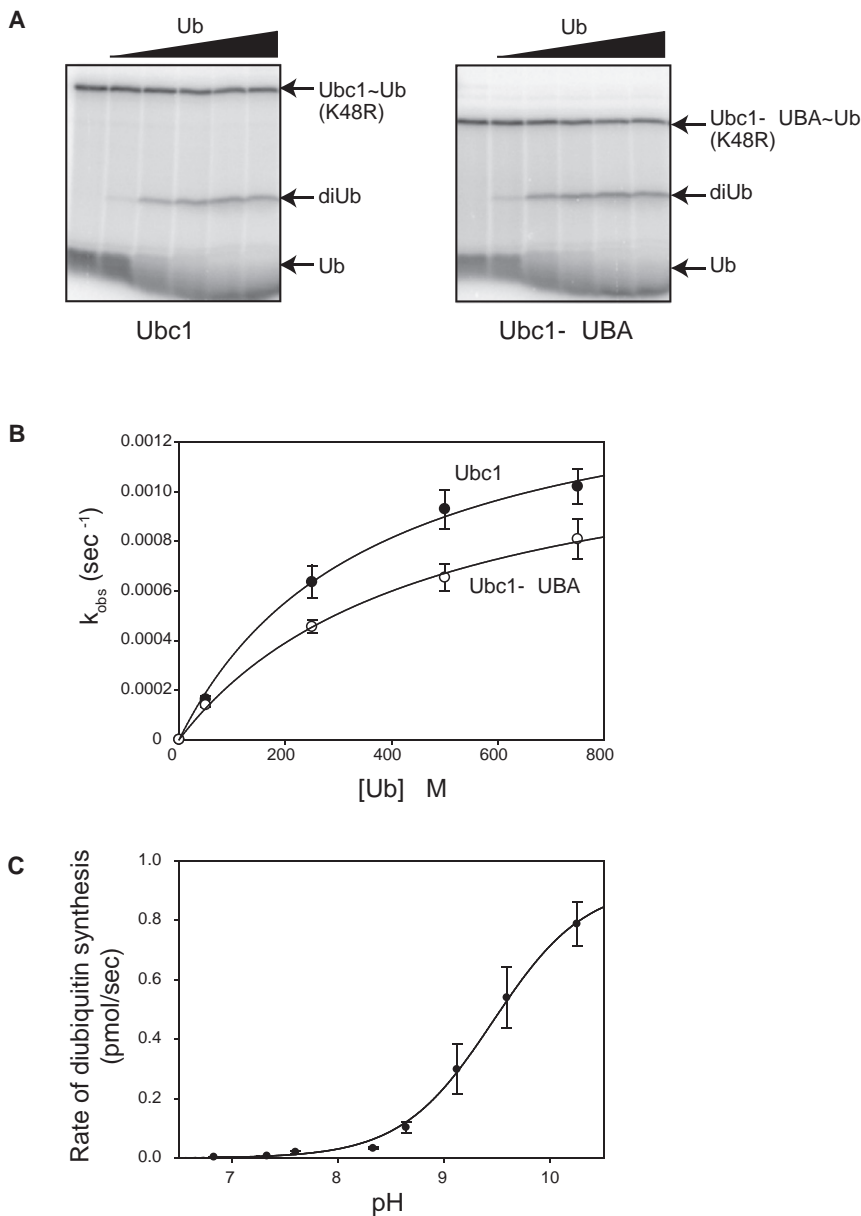 A
Ub
Ubc1~Ub
(K48R)
diUb
Ub
Ubc1
Ub
Ubc1- UBA~Ub
(K48R)
diUb
Ub
Ubc1- UBA
B
0.0012
0.0010
0.0008
0.0006
0.0004
0.0002
0
k_obs (sec⁻¹)
Ubc1
Ubc1- UBA
0 200 400 600 800
[Ub] M
C
1.0
0.8
0.6
0.4
0.2
0.0
Rate of diubiquitin synthesis
(pmol/sec)
7 8 9 10
pH